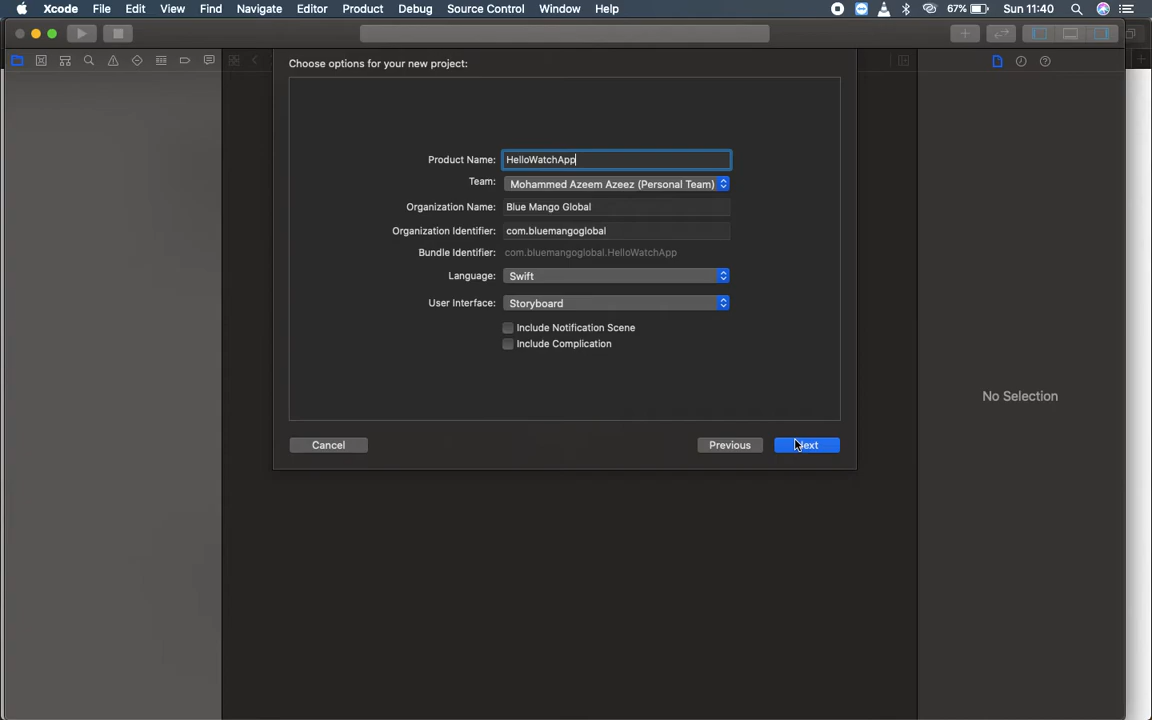 Xcode File Edit View Find Navigate Editor Product Debug Source Control Window Help 67% Sun 11:40
Choose options for your new project:
Product Name: HelloWatchApp
Team: Mohammed Azeem Azeez (Personal Team)
Organization Name: Blue Mango Global
Organization Identifier: com.bluemangoglobal
Bundle Identifier: com.bluemangoglobal.HelloWatchApp
Language: Swift
User Interface: Storyboard
Include Notification Scene
Include Complication
No Selection
Cancel Previous Next